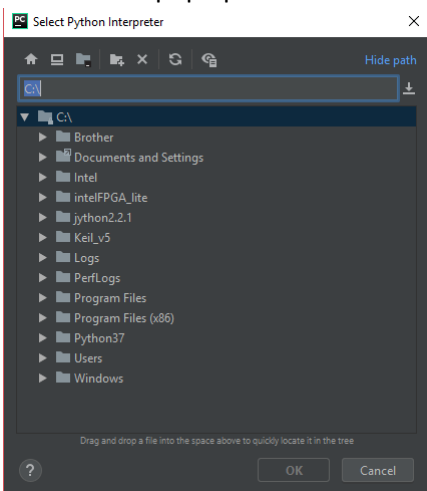 PC Select Python Interpreter
Hide path
C:\
C:\
Brother
Documents and Settings
Intel
intelFPGA_lite
jython2.2.1
Keil_v5
Logs
PerfLogs
Program Files
Program Files (x86)
Python37
Users
Windows
Drag and drop a file into the space above to quickly locate it in the tree
? OK Cancel